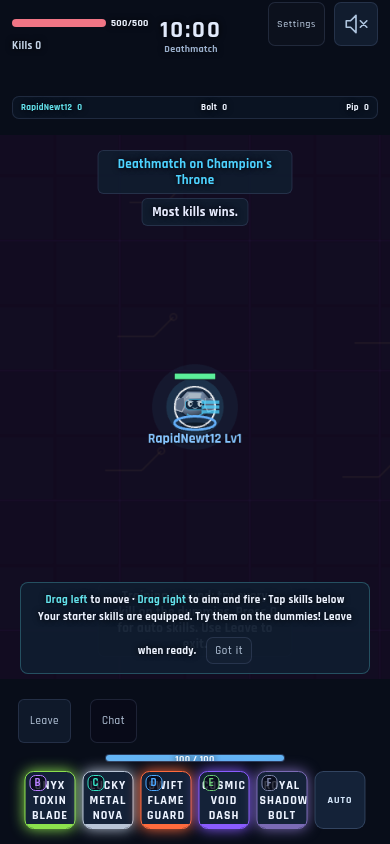 500/500
10:00
Settings
Kills 0
Deathmatch
RapidNewt12 0
Bolt 0
Pip 0
Deathmatch on Champion's
Throne
Most kills wins.
RapidNewt12 Lv1
Drag left to move · Drag right to aim and fire · Tap skills below
Your starter skills are equipped. Try them on the dummies! Leave
when ready.
Got it
Leave
Chat
100 / 100
B
TOXIN
BLADE
C
METAL
NOVA
D
FLAME
GUARD
E
VOID
DASH
F
SHADOW
BOLT
AUTO